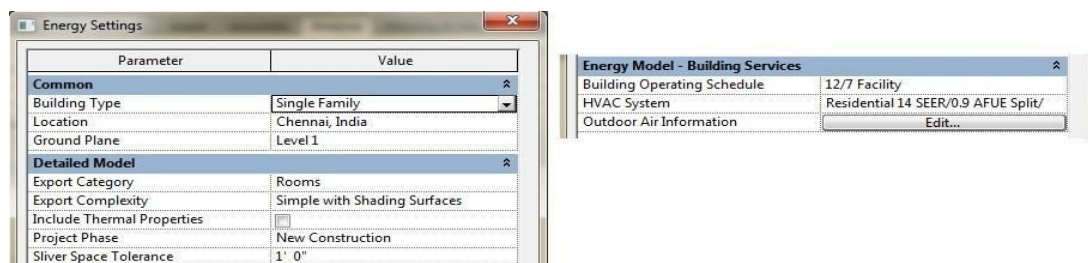 Energy Settings
Parameter Value
Common
Building Type Single Family
Location Chennai, India
Ground Plane Level 1
Detailed Model
Export Category Rooms
Export Complexity Simple with Shading Surfaces
Include Thermal Properties
Project Phase New Construction
Sliver Space Tolerance 1' 0"
Energy Model - Building Services
Building Operating Schedule 12/7 Facility
HVAC System Residential 14 SEER/0.9 AFUE Split/
Outdoor Air Information Edit...